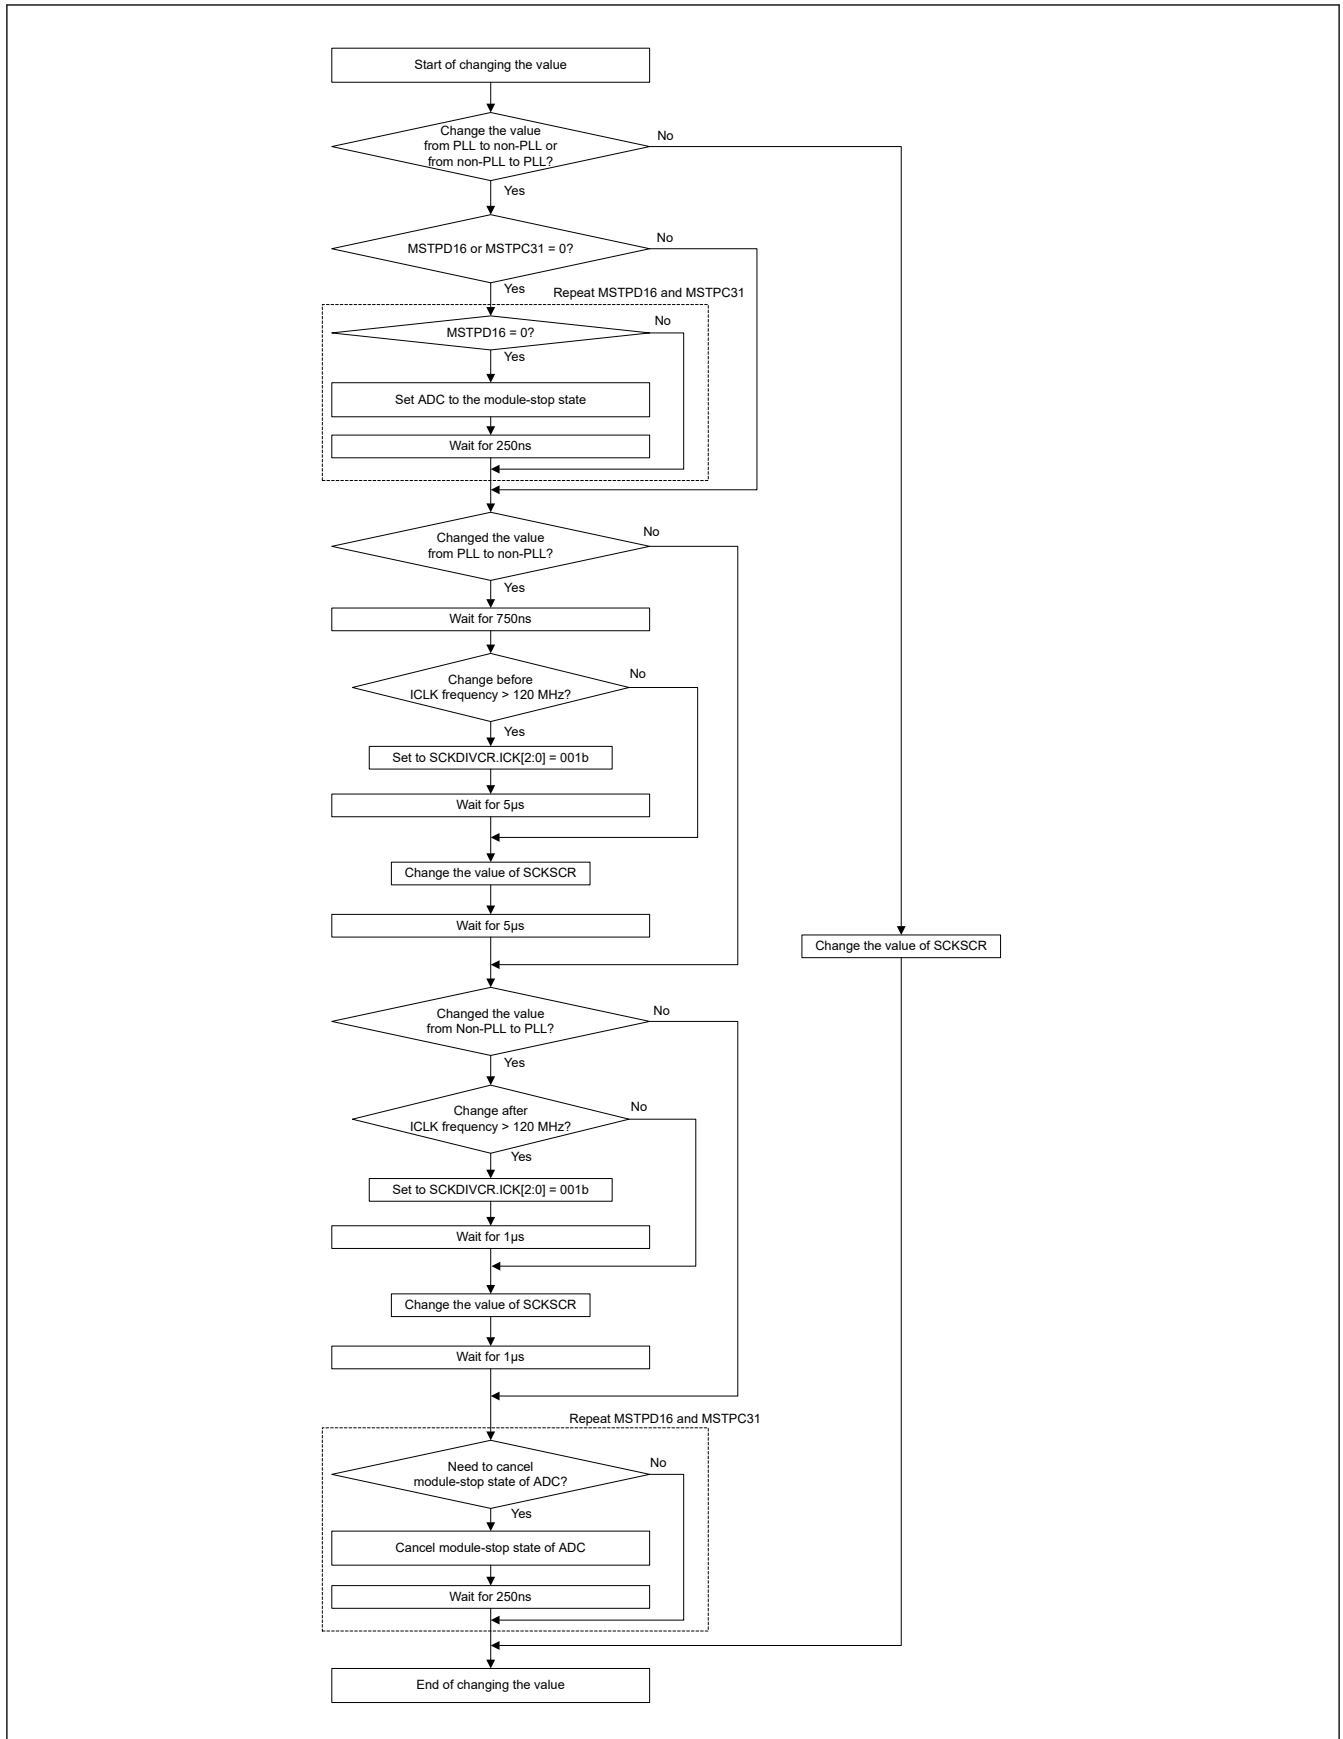 Start of changing the value
Change the value
from PLL to non-PLL or
from non-PLL to PLL?
No
Yes
MSTPD16 or MSTPC31 = 0?
No
Yes
Repeat MSTPD16 and MSTPC31
MSTPD16 = 0?
No
Yes
Set ADC to the module-stop state
Wait for 250ns
Changed the value
from PLL to non-PLL?
No
Yes
Wait for 750ns
Change before
ICLK frequency > 120 MHz?
No
Yes
Set to SCKDIVCR.ICK[2:0] = 001b
Wait for 5µs
Change the value of SCKSCR
Wait for 5µs
Change the value of SCKSCR
Changed the value
from Non-PLL to PLL?
No
Yes
Change after
ICLK frequency > 120 MHz?
No
Yes
Set to SCKDIVCR.ICK[2:0] = 001b
Wait for 1µs
Change the value of SCKSCR
Wait for 1µs
Repeat MSTPD16 and MSTPC31
Need to cancel
module-stop state of ADC?
No
Yes
Cancel module-stop state of ADC
Wait for 250ns
End of changing the value